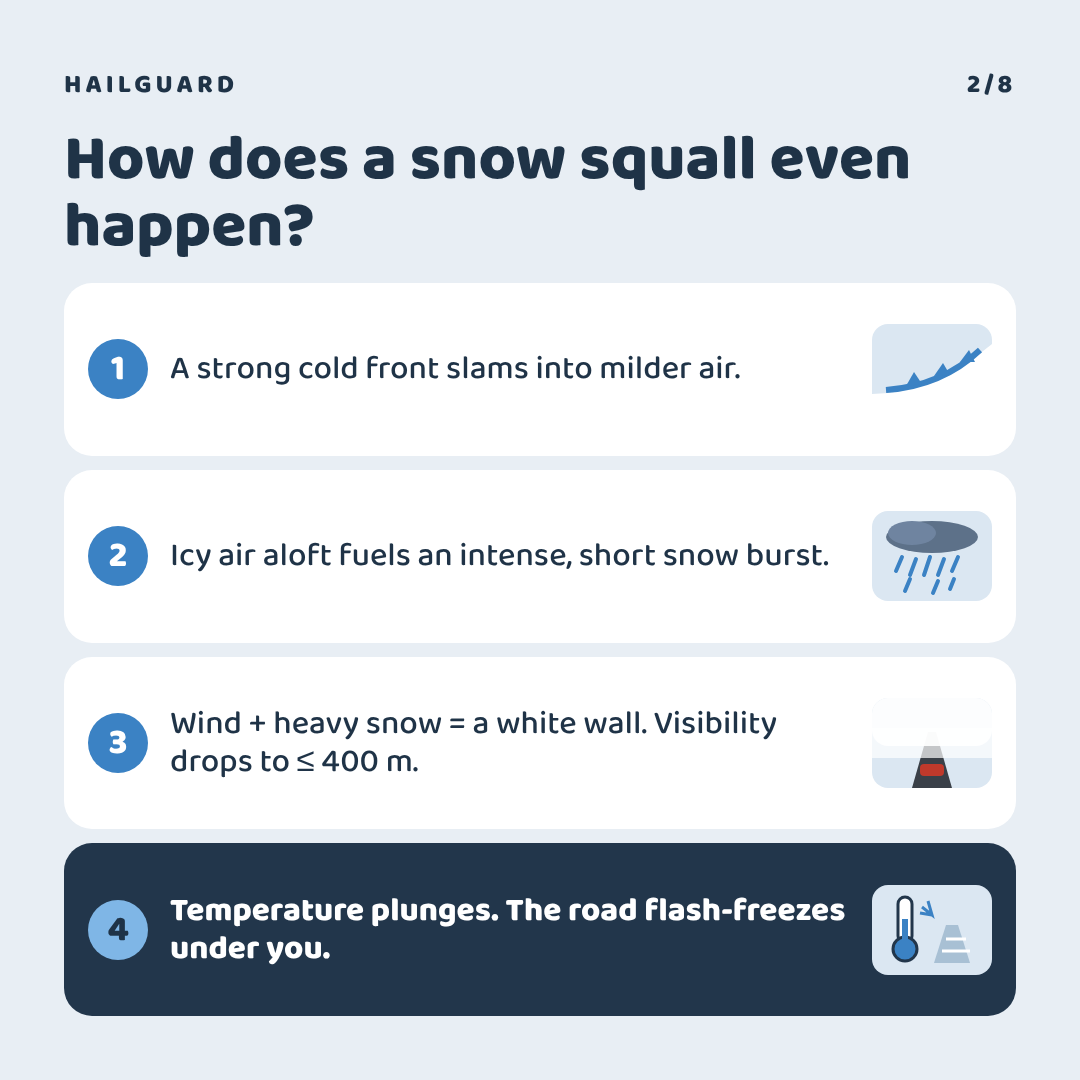 HAILGUARD
2/8
How does a snow squall even
happen?
1
A strong cold front slams into milder air.
2
Icy air aloft fuels an intense, short snow burst.
3
Wind + heavy snow = a white wall. Visibility
drops to ≤ 400 m.
4
Temperature plunges. The road flash-freezes
under you.